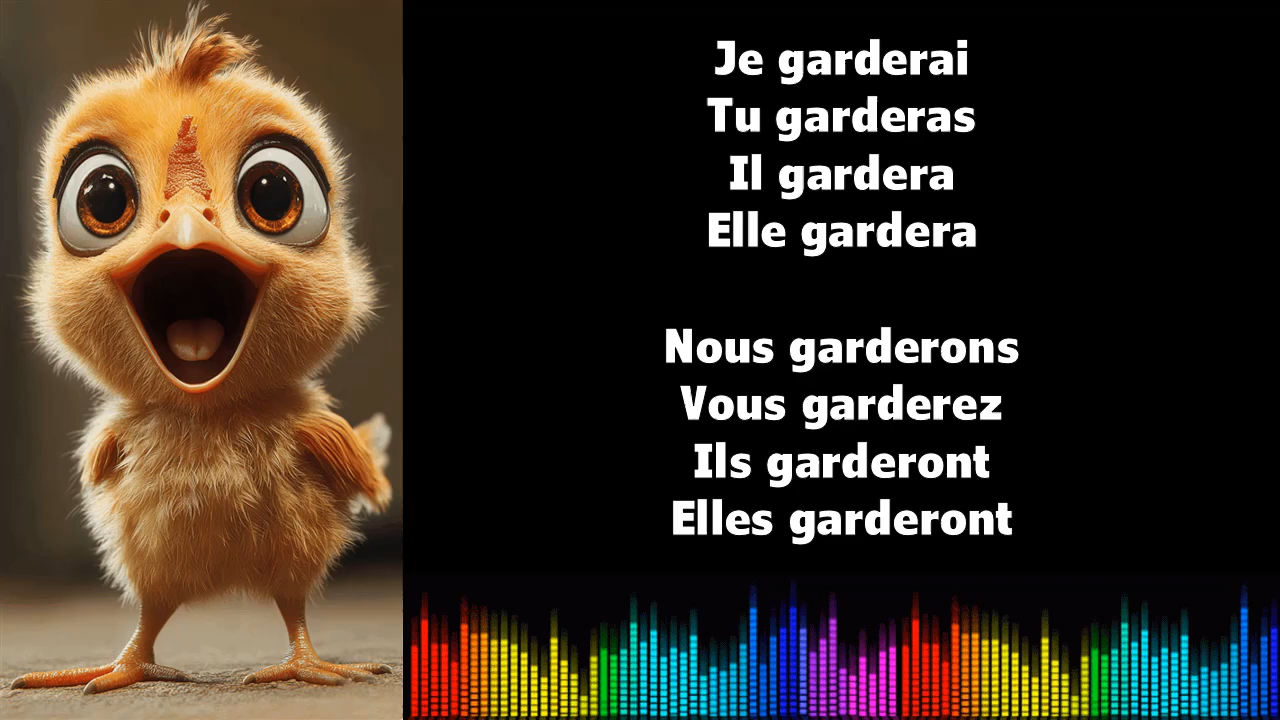 Je garderai
Tu garderas
Il gardera
Elle gardera
Nous garderons
Vous garderez
Ils garderont
Elles garderont